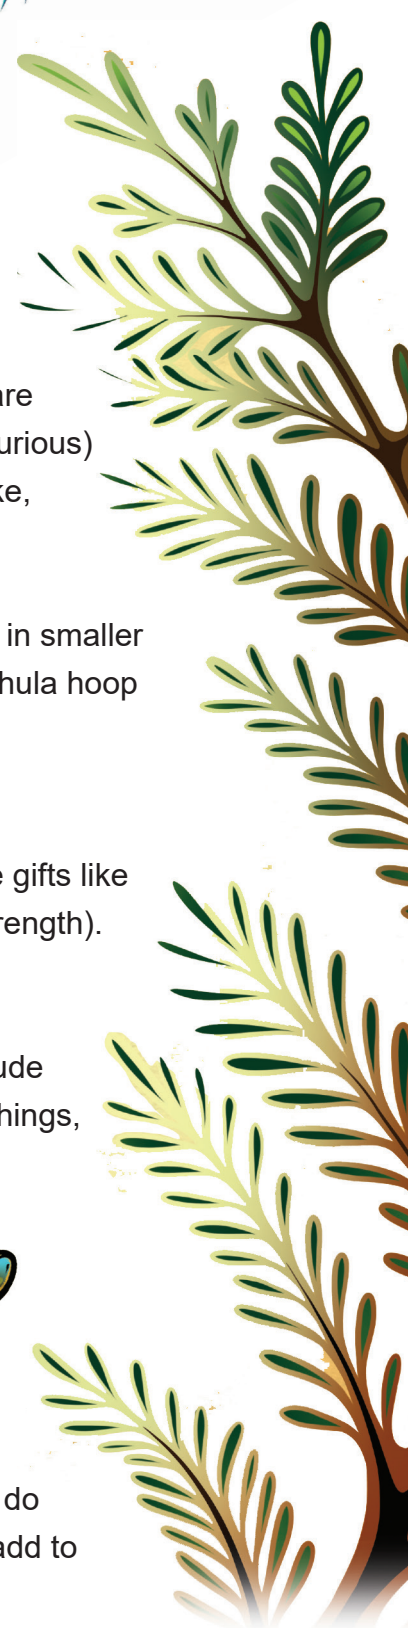 are
urious)
ke,
in smaller
hula hoop
e gifts like
rength).
ude
hings,
do
add to